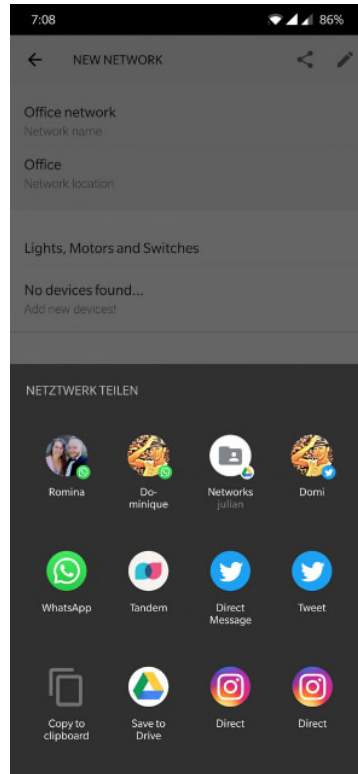 7:08
86%
NEW NETWORK
Office network
Network name
Office
Network location
Lights, Motors and Switches
No devices found...
Add new devices!
NETZTWERK TEILEN
Romina
Do-
minique
Networks
julian
Domi
WhatsApp
Tandem
Direct
Message
Tweet
Copy to
clipboard
Save to
Drive
Direct
Direct